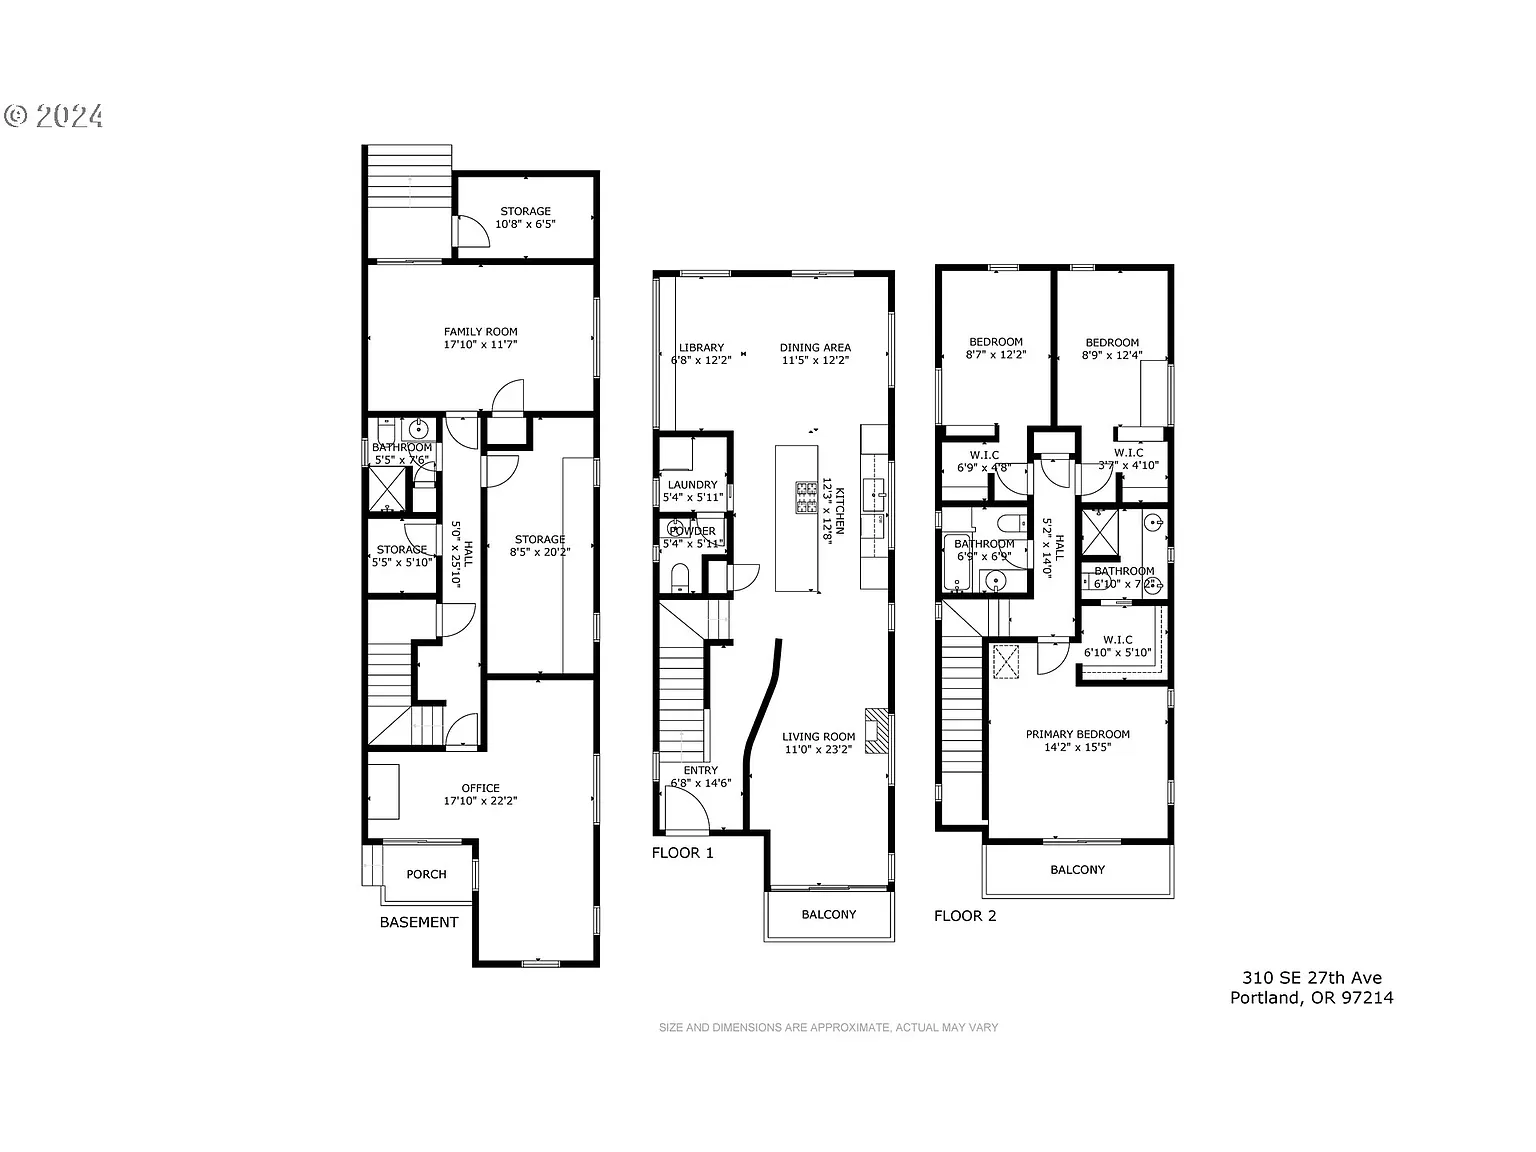 © 2024
STORAGE
10'8" x 6'5"
FAMILY ROOM
17'10" x 11'7"
BATHROOM
5'5" x 7'6"
STORAGE
5'5" x 5'10"
HALL
5'0" x 25'10"
STORAGE
8'5" x 20'2"
OFFICE
17'10" x 22'2"
PORCH
BASEMENT
LIBRARY
6'8" x 12'2"
DINING AREA
11'5" x 12'2"
LAUNDRY
5'4" x 5'11"
POWDER
5'4" x 5'11"
KITCHEN
12'3" x 12'8"
LIVING ROOM
11'0" x 23'2"
ENTRY
6'8" x 14'6"
FLOOR 1
BALCONY
BEDROOM
8'7" x 12'2"
BEDROOM
8'9" x 12'4"
W.I.C
6'9" x 4'8"
W.I.C
3'7" x 4'10"
BATHROOM
6'9" x 6'9"
HALL
5'2" x 14'0"
BATHROOM
6'10" x 7'2"
W.I.C
6'10" x 5'10"
PRIMARY BEDROOM
14'2" x 15'5"
BALCONY
FLOOR 2
310 SE 27th Ave
Portland, OR 97214
SIZE AND DIMENSIONS ARE APPROXIMATE, ACTUAL MAY VARY